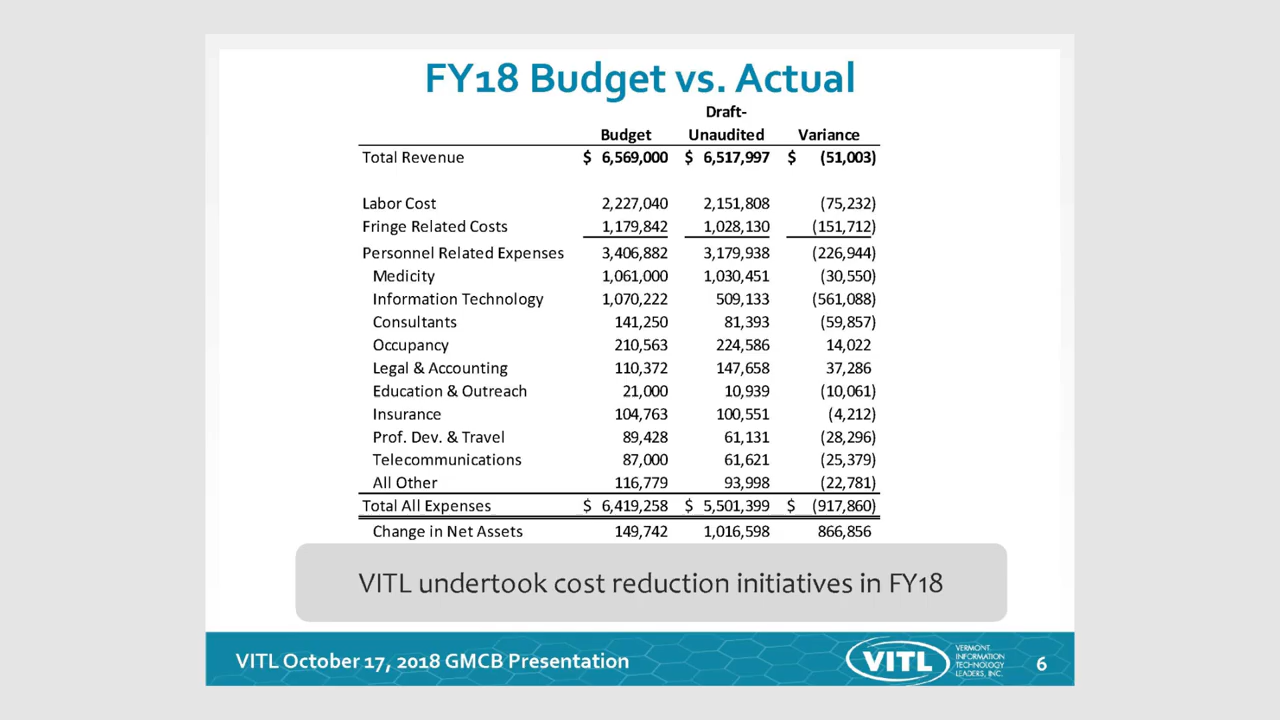 FY18 Budget vs. Actual
Draft-
Budget Unaudited Variance
Total Revenue $ 6,569,000 $ 6,517,997 $ (51,003)
Labor Cost 2,227,040 2,151,808 (75,232)
Fringe Related Costs 1,179,842 1,028,130 (151,712)
Personnel Related Expenses 3,406,882 3,179,938 (226,944)
Medicity 1,061,000 1,030,451 (30,550)
Information Technology 1,070,222 509,133 (561,088)
Consultants 141,250 81,393 (59,857)
Occupancy 210,563 224,586 14,022
Legal & Accounting 110,372 147,658 37,286
Education & Outreach 21,000 10,939 (10,061)
Insurance 104,763 100,551 (4,212)
Prof. Dev. & Travel 89,428 61,131 (28,296)
Telecommunications 87,000 61,621 (25,379)
All Other 116,779 93,998 (22,781)
Total All Expenses $ 6,419,258 $ 5,501,399 $ (917,860)
Change in Net Assets 149,742 1,016,598 866,856
VITL undertook cost reduction initiatives in FY18
VITL October 17, 2018 GMCB Presentation
VITL
VERMONT
INFORMATION
TECHNOLOGY
LEADERS, INC.
6